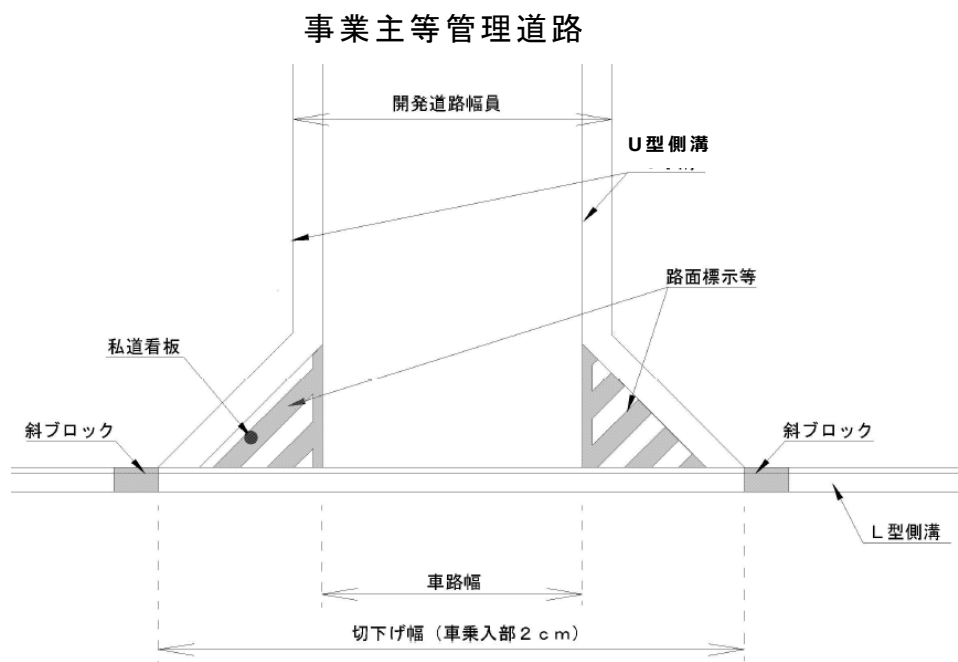 事業主等管理道路
開発道路幅員
U型側溝
路面標示等
私道看板
斜ブロック
斜ブロック
L型側溝
車路幅
切下げ幅(車乗入部2cm)